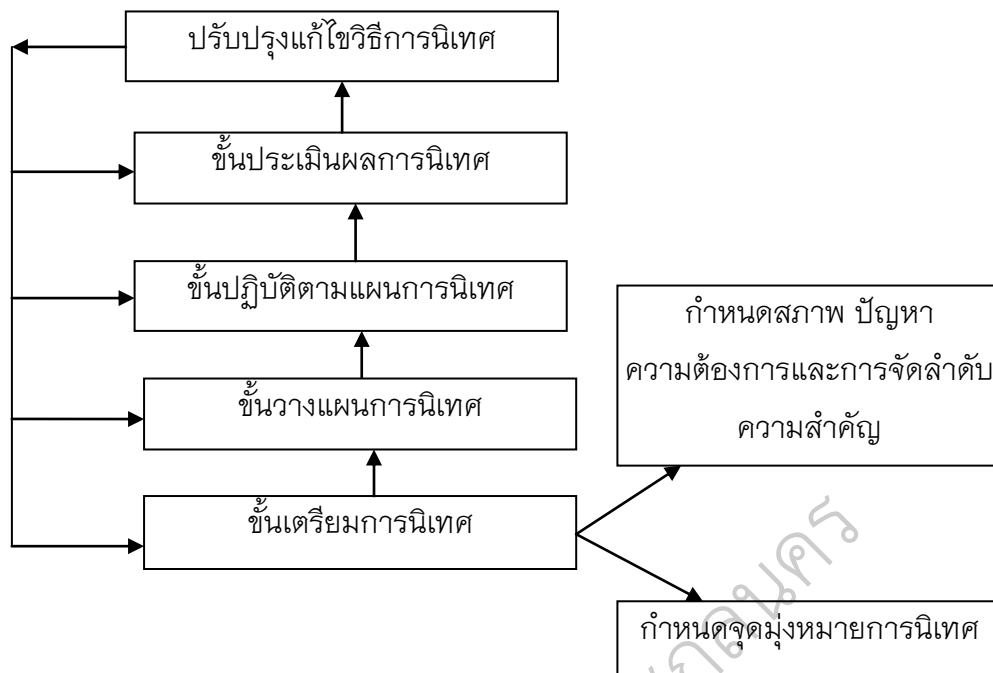 ปรับปรุงแก้ไขวิธีการนิเทศ
ขั้นประเมินผลการนิเทศ
ขั้นปฏิบัติตามแผนการนิเทศ
กำหนดสภาพ ปัญหา
ความต้องการและการจัดลำดับ
ความสำคัญ
ขั้นวางแผนการนิเทศ
ขั้นเตรียมการนิเทศ
กำหนดจุดมุ่งหมายการนิเทศ